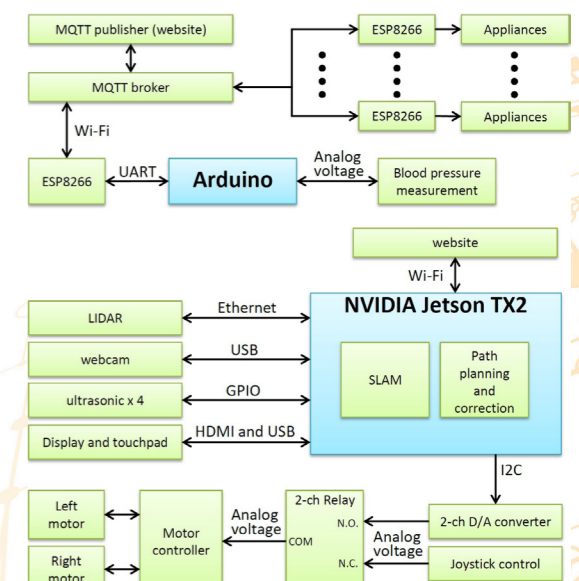 MQTT publisher (website)
ESP8266
Appliances
MQTT broker
ESP8266
Appliances
Wi-Fi
ESP8266
UART
Arduino
Analog
voltage
Blood pressure
measurement
website
Wi-Fi
NVIDIA Jetson TX2
LIDAR
Ethernet
webcam
USB
ultrasonic x 4
GPIO
Display and touchpad
HDMI and USB
SLAM
Path
planning
and
correction
I2C
Left
motor
Right
motor
Motor
controller
Analog
voltage
2-ch Relay
N.O.
COM
N.C.
Analog
voltage
2-ch D/A converter
Joystick control